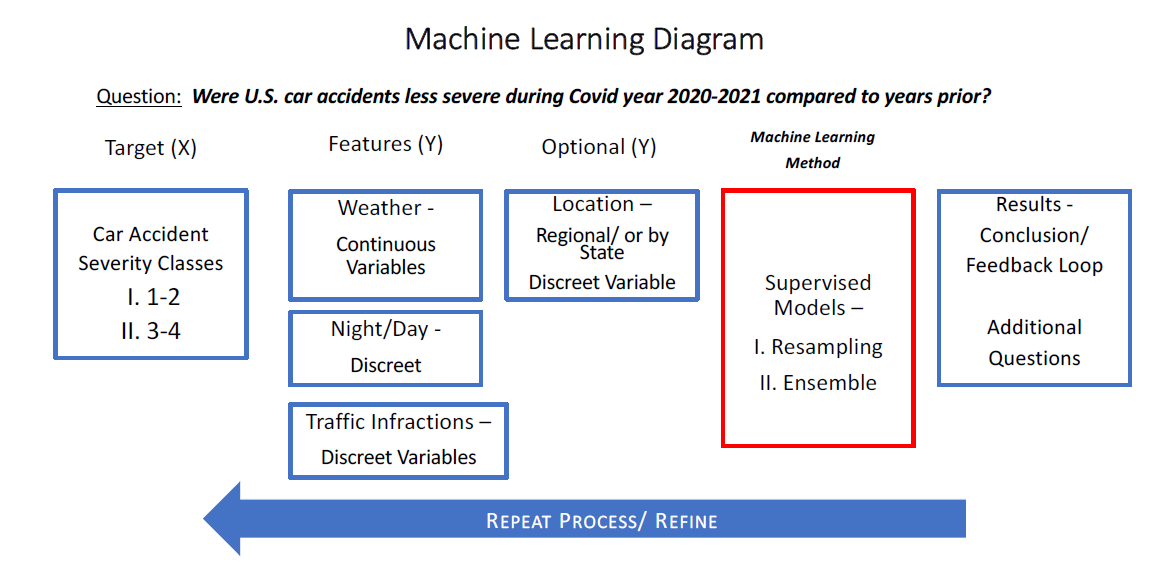 Machine Learning Diagram
Question: Were U.S. car accidents less severe during Covid year 2020-2021 compared to years prior?
Target (X)
Car Accident
Severity Classes
I. 1-2
II. 3-4
Features (Y)
Weather -
Continuous
Variables
Night/Day -
Discreet
Traffic Infractions –
Discreet Variables
Optional (Y)
Location –
Regional/ or by
State
Discreet Variable
Machine Learning
Method
Supervised
Models –
I. Resampling
II. Ensemble
Results -
Conclusion/
Feedback Loop
Additional
Questions
REPEAT PROCESS/ REFINE